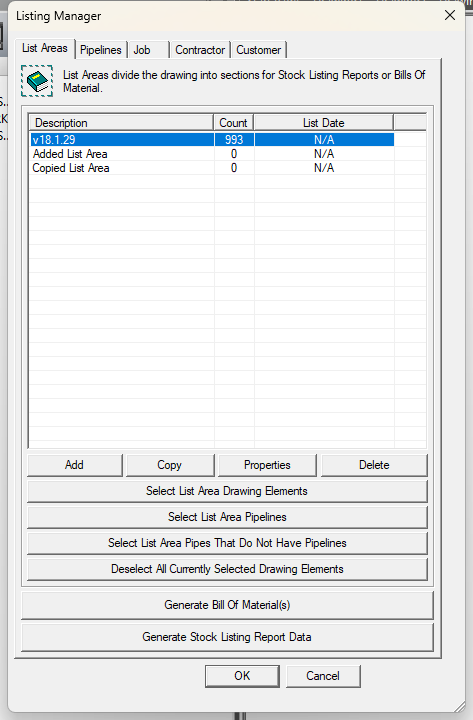 Listing Manager
List Areas Pipelines Job Contractor Customer
List Areas divide the drawing into sections for Stock Listing Reports or Bills Of
Material.
Description Count List Date
v18.1.29 993 N/A
Added List Area 0 N/A
Copied List Area 0 N/A
Add Copy Properties Delete
Select List Area Drawing Elements
Select List Area Pipelines
Select List Area Pipes That Do Not Have Pipelines
Deselect All Currently Selected Drawing Elements
Generate Bill Of Material(s)
Generate Stock Listing Report Data
OK Cancel